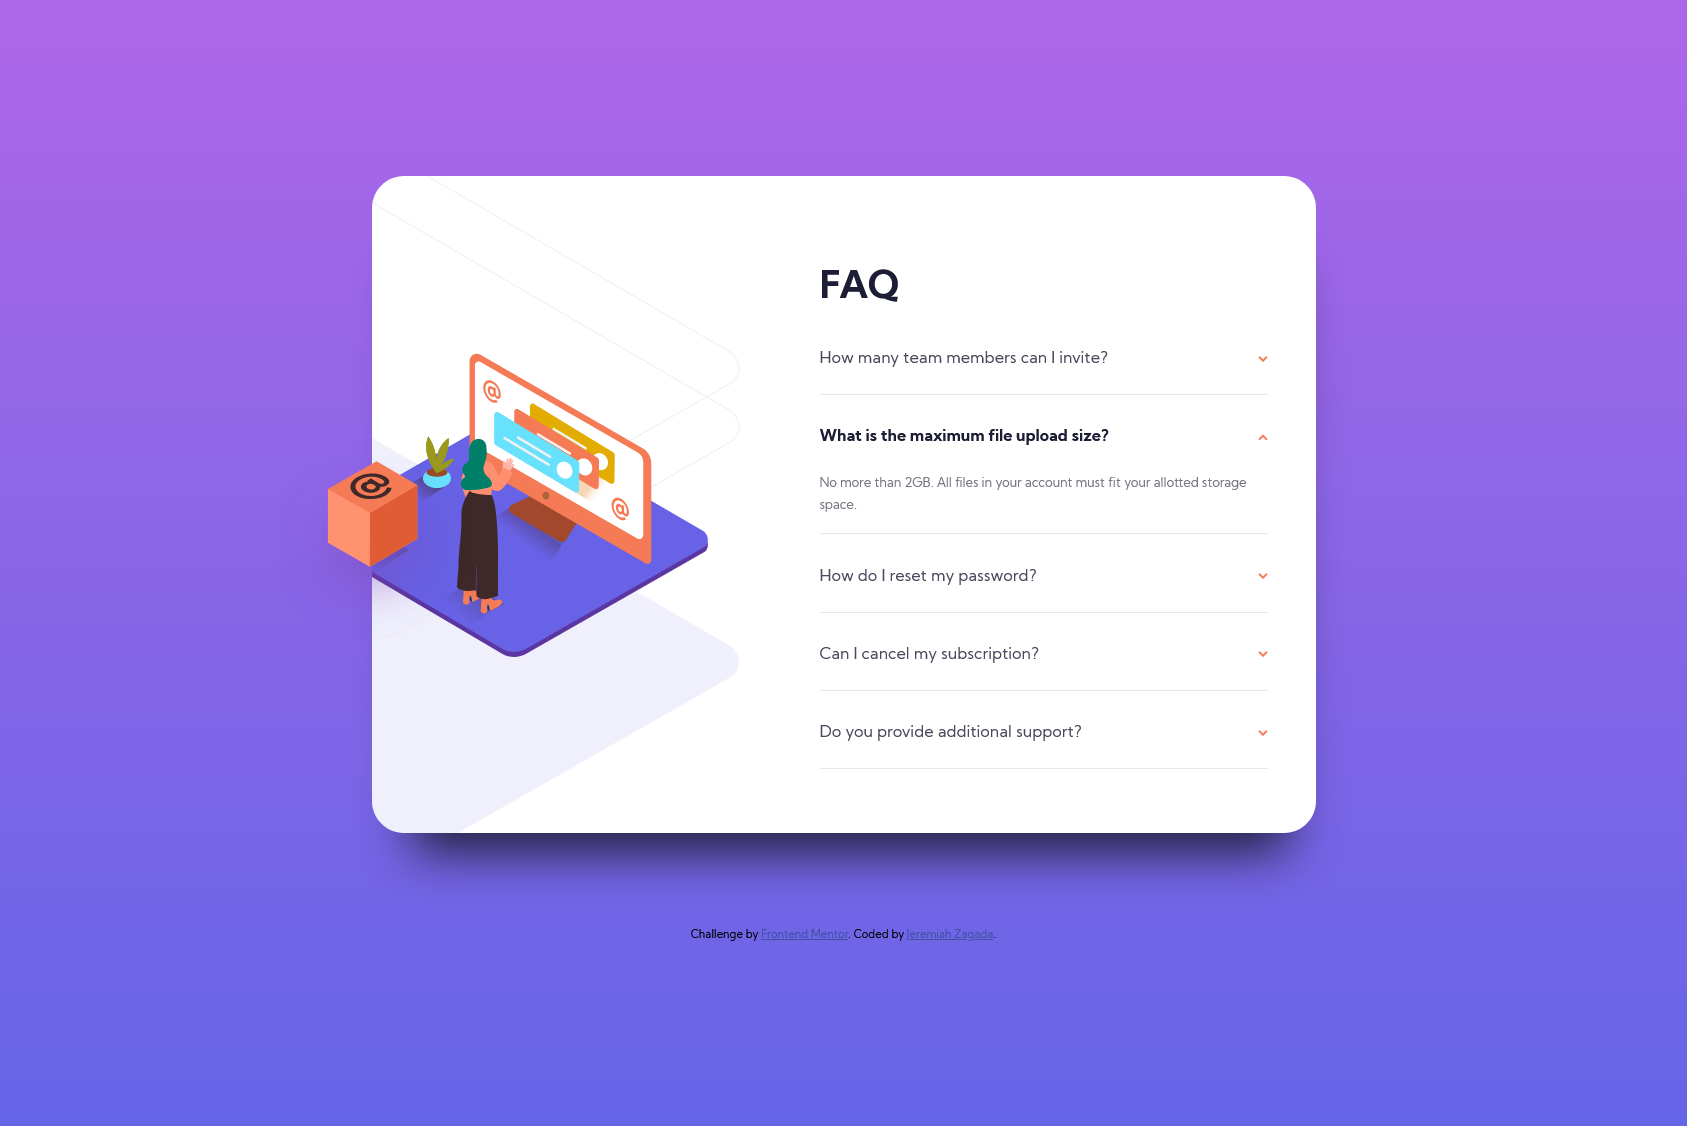 FAQ
How many team members can I invite?
What is the maximum file upload size?
No more than 2GB. All files in your account must fit your allotted storage
space.
How do I reset my password?
Can I cancel my subscription?
Do you provide additional support?
@
@
@
Challenge by Frontend Mentor. Coded by Jeremiah Zagada.